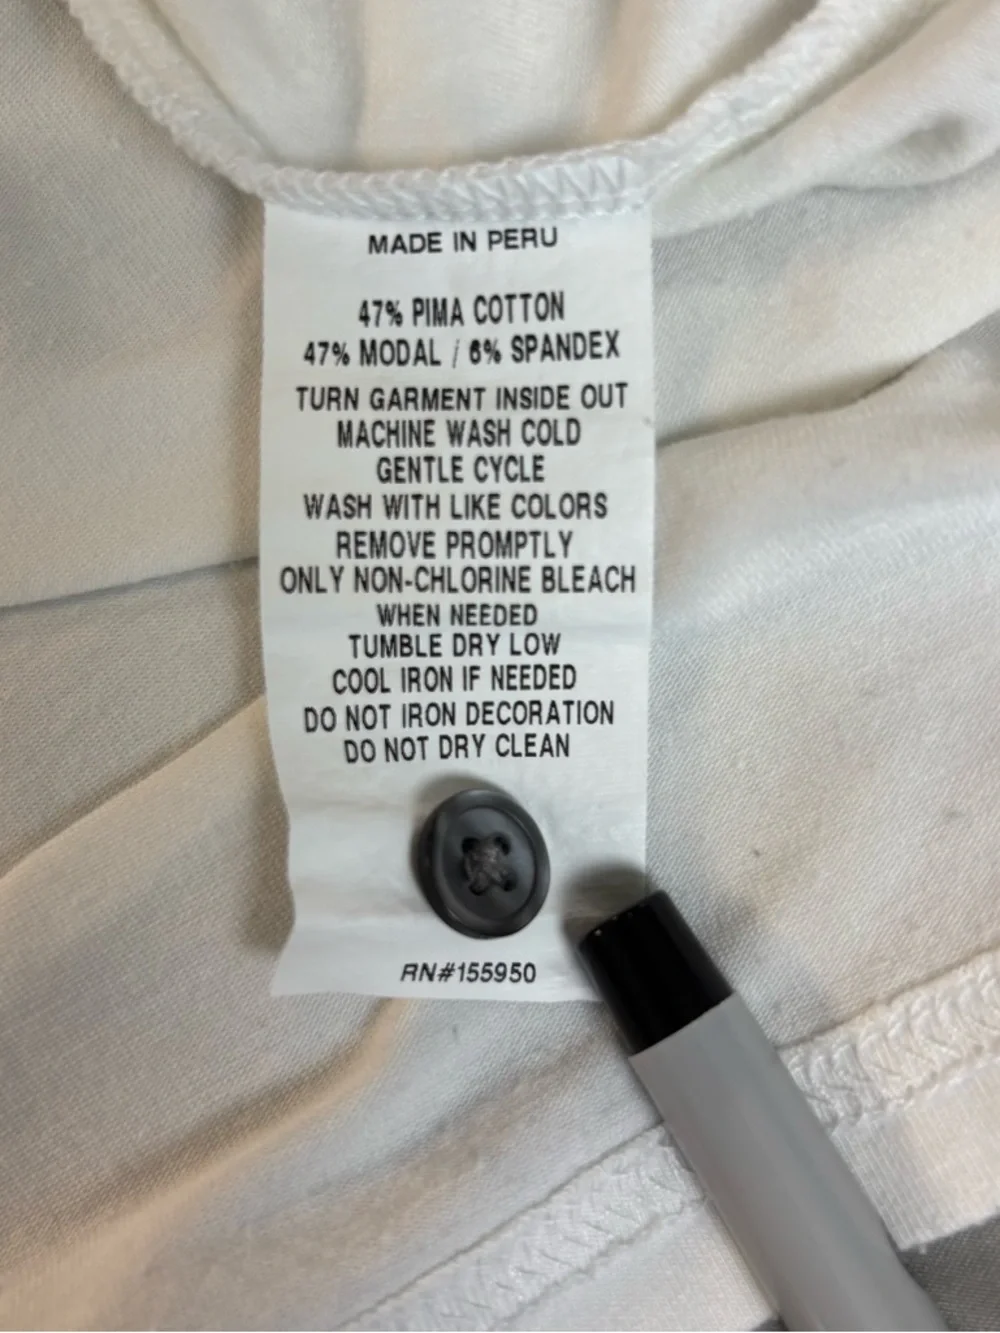 MADE IN PERU
47% PIMA COTTON
47% MODAL / 6% SPANDEX
TURN GARMENT INSIDE OUT
MACHINE WASH COLD
GENTLE CYCLE
WASH WITH LIKE COLORS
REMOVE PROMPTLY
ONLY NON-CHLORINE BLEACH
WHEN NEEDED
TUMBLE DRY LOW
COOL IRON IF NEEDED
DO NOT IRON DECORATION
DO NOT DRY CLEAN
RN#155950